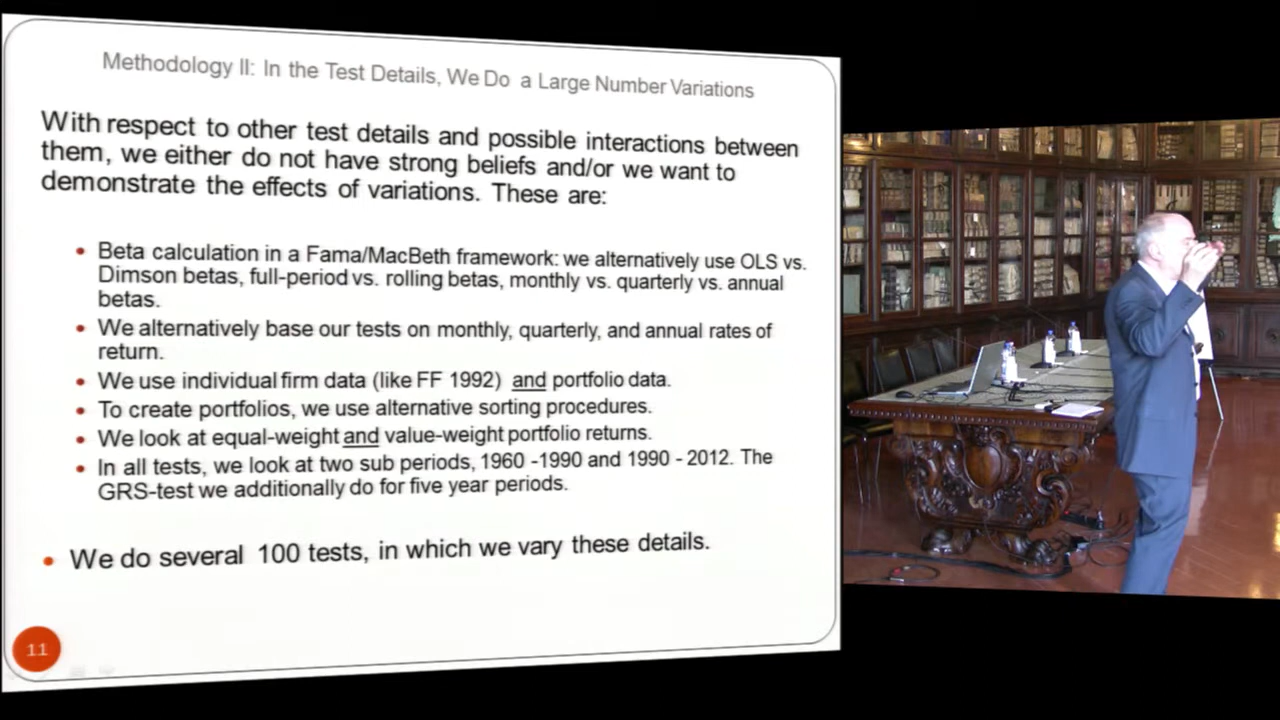 Methodology II: In the Test Details, We Do a Large Number Variations
With respect to other test details and possible interactions between
them, we either do not have strong beliefs and/or we want to
demonstrate the effects of variations. These are:
• Beta calculation in a Fama/MacBeth framework: we alternatively use OLS vs.
Dimson betas, full-period vs. rolling betas, monthly vs. quarterly vs. annual
betas.
• We alternatively base our tests on monthly, quarterly, and annual rates of
return.
• We use individual firm data (like FF 1992) and portfolio data.
• To create portfolios, we use alternative sorting procedures.
• We look at equal-weight and value-weight portfolio returns.
• In all tests, we look at two sub periods, 1960 -1990 and 1990 - 2012. The
GRS-test we additionally do for five year periods.
• We do several 100 tests, in which we vary these details.
11